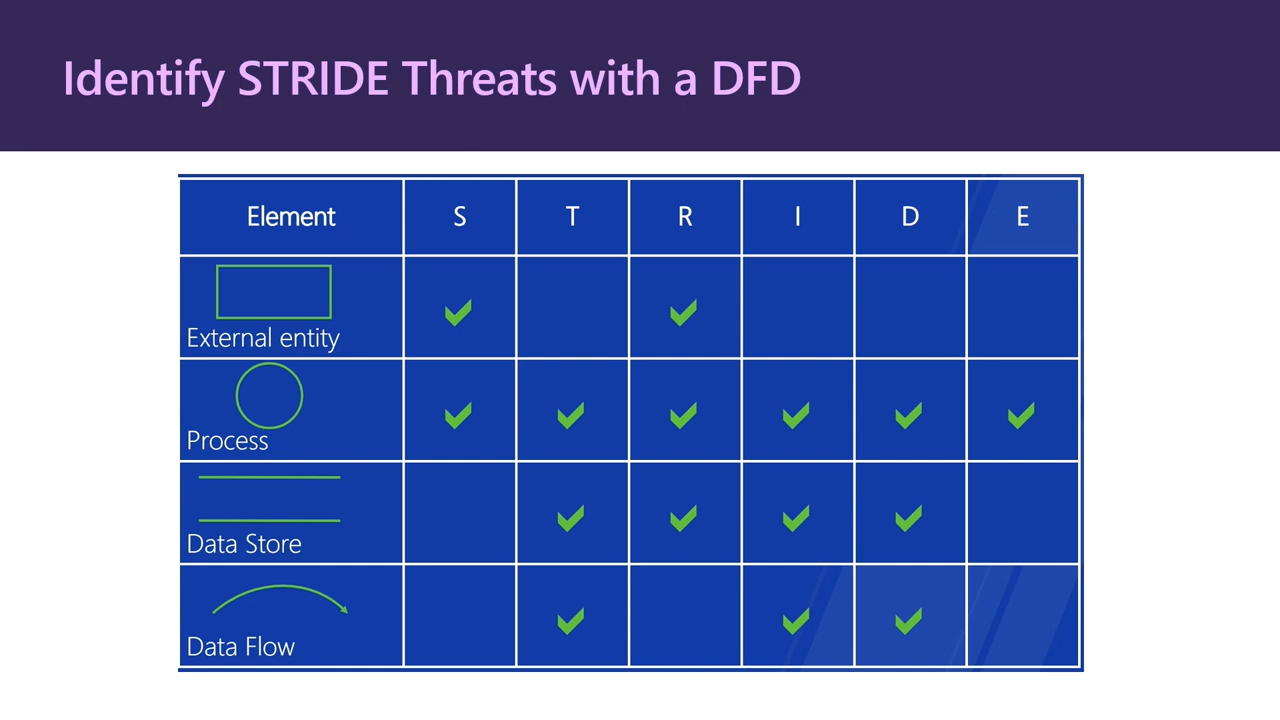 Identify STRIDE Threats with a DFD
Element S T R I D E
External entity
Process
Data Store
Data Flow